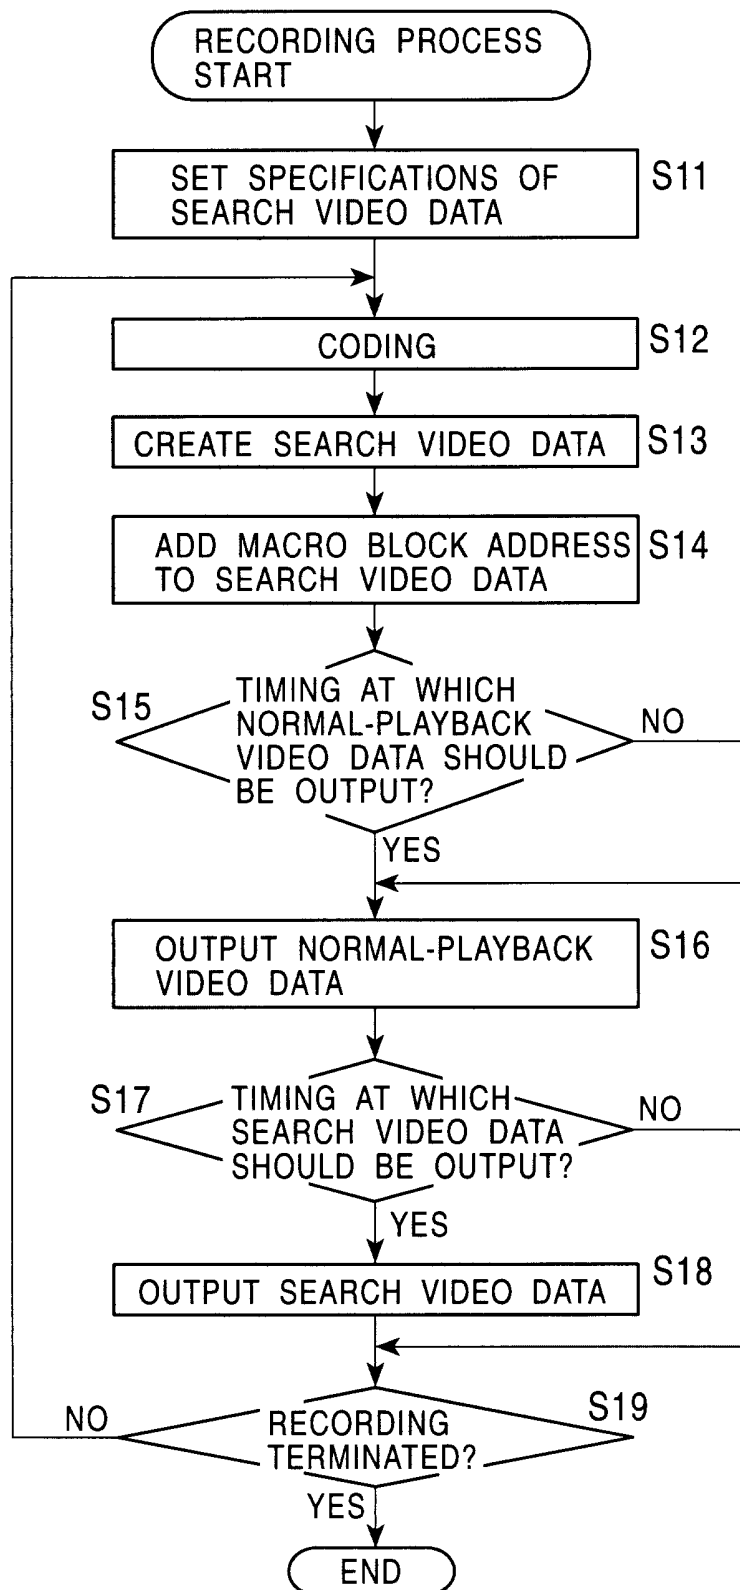 RECORDING PROCESS
START
SET SPECIFICATIONS OF
SEARCH VIDEO DATA
S11
CODING
S12
CREATE SEARCH VIDEO DATA
S13
ADD MACRO BLOCK ADDRESS
TO SEARCH VIDEO DATA
S14
S15
TIMING AT WHICH
NORMAL-PLAYBACK
VIDEO DATA SHOULD
BE OUTPUT?
NO
YES
OUTPUT NORMAL-PLAYBACK
VIDEO DATA
S16
S17
TIMING AT WHICH
SEARCH VIDEO DATA
SHOULD BE OUTPUT?
NO
YES
OUTPUT SEARCH VIDEO DATA
S18
NO
RECORDING
TERMINATED?
S19
YES
END